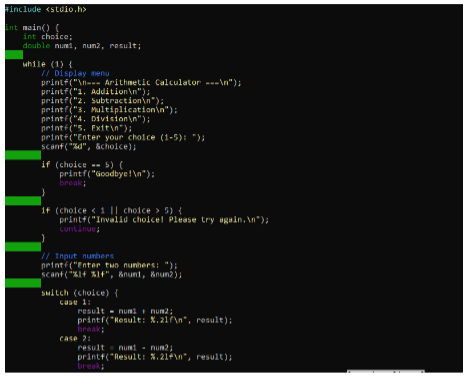 #include <stdio.h>
int main() {
int choice;
double num1, num2, result;
while (1) {
// Display menu
printf("\n=== Arithmetic Calculator ===\n");
printf("1. Addition\n");
printf("2. Subtraction\n");
printf("3. Multiplication\n");
printf("4. Division\n");
printf("5. Exit\n");
printf("Enter your choice (1-5): ");
scanf("%d", &choice);
if (choice == 5) {
printf("Goodbye!\n");
break;
}
if (choice < 1 || choice > 5) {
printf("Invalid choice! Please try again.\n");
continue;
}
// Input numbers
printf("Enter two numbers: ");
scanf("%lf %lf", &num1, &num2);
switch (choice) {
case 1:
result = num1 + num2;
printf("Result: %.2lf\n", result);
break;
case 2:
result = num1 - num2;
printf("Result: %.2lf\n", result);
break;